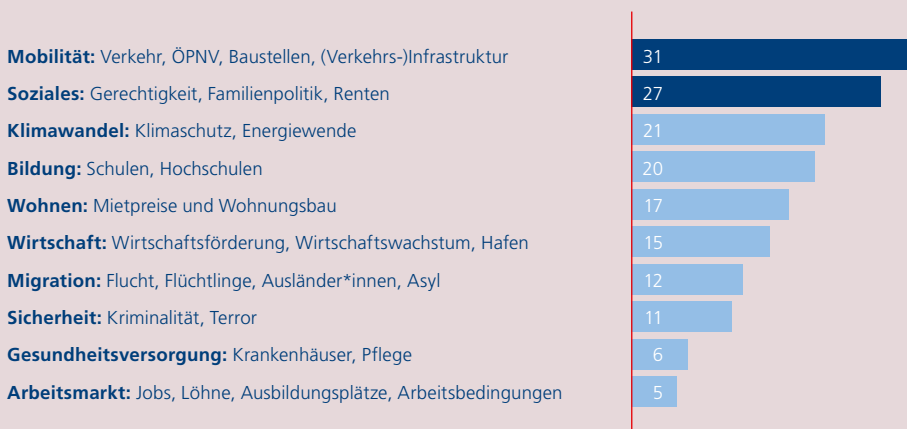 Mobilität: Verkehr, ÖPNV, Baustellen, (Verkehrs-)Infrastruktur 31
Soziales: Gerechtigkeit, Familienpolitik, Renten 27
Klimawandel: Klimaschutz, Energiewende 21
Bildung: Schulen, Hochschulen 20
Wohnen: Mietpreise und Wohnungsbau 17
Wirtschaft: Wirtschaftsförderung, Wirtschaftswachstum, Hafen 15
Migration: Flucht, Flüchtlinge, Ausländer*innen, Asyl 12
Sicherheit: Kriminalität, Terror 11
Gesundheitsversorgung: Krankenhäuser, Pflege 6
Arbeitsmarkt: Jobs, Löhne, Ausbildungsplätze, Arbeitsbedingungen 5